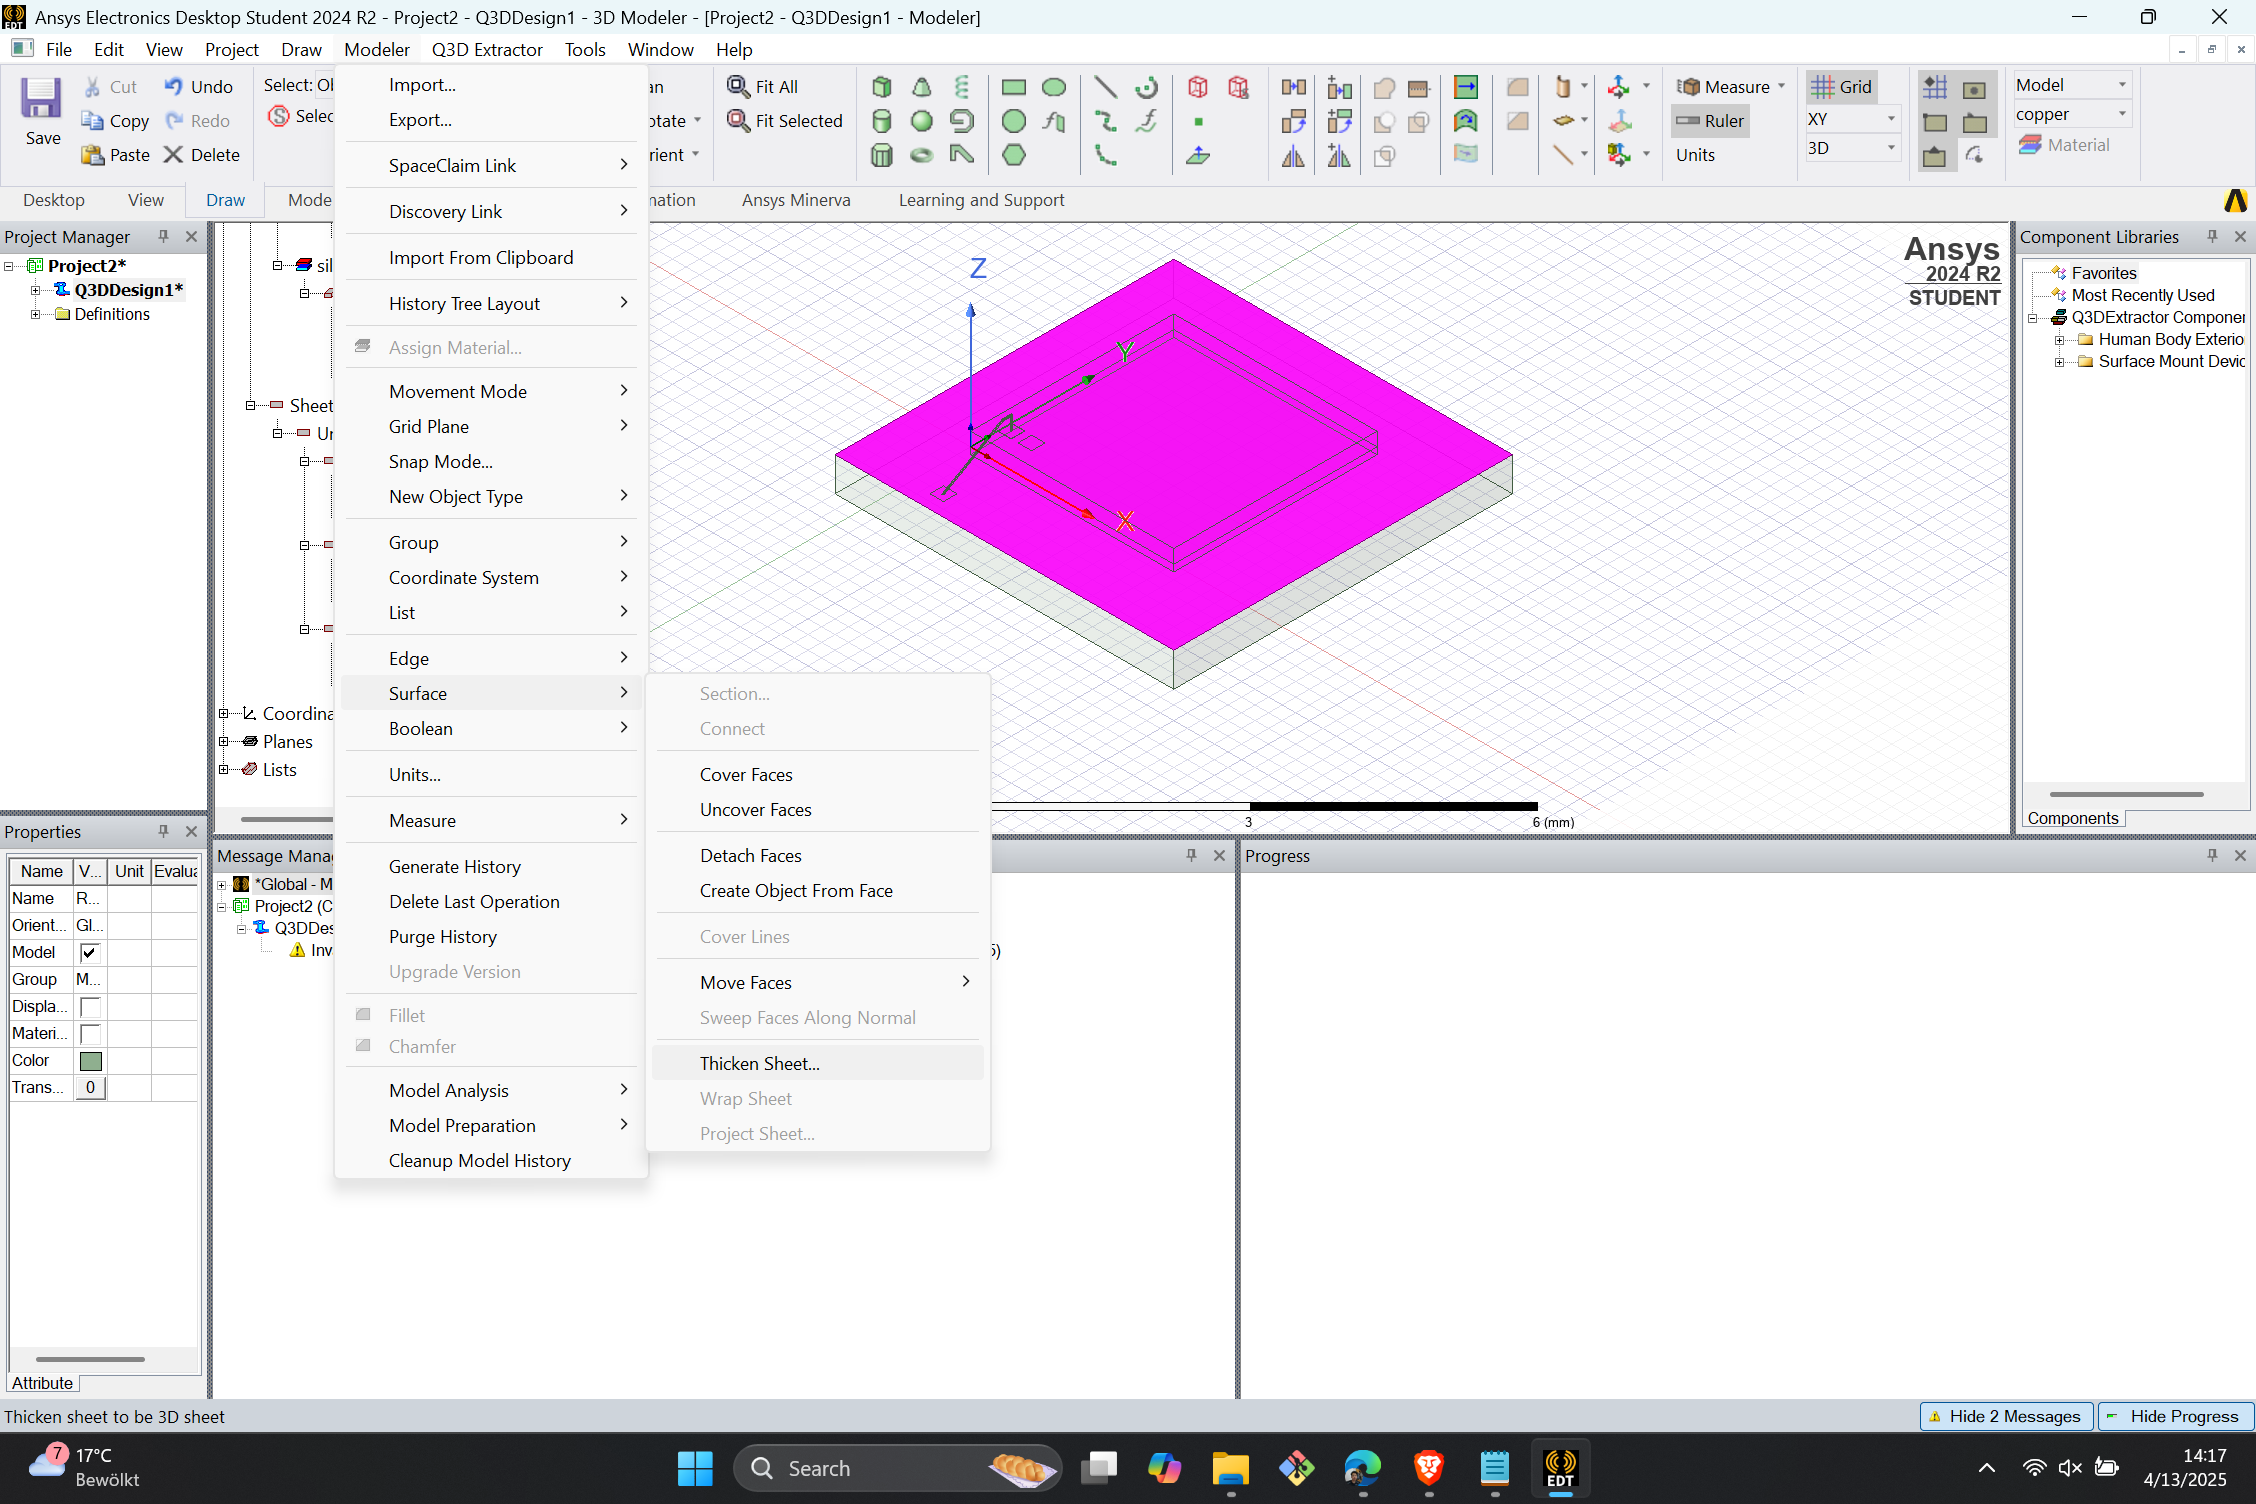 Ansys Electronics Desktop Student 2024 R2 - Project2 - Q3DDesign1 - 3D Modeler - [Project2 - Q3DDesign1 - Modeler]
File Edit View Project Draw Modeler Q3D Extractor Tools Window Help
Save
Cut
Copy
Paste
Undo
Redo
Delete
Select:
Selec
an
otate
rient
Fit All
Fit Selected
Measure
Ruler
Units
Grid
XY
3D
Model
copper
Material
Desktop View Draw Mode
nation Ansys Minerva Learning and Support
Import...
Export...
SpaceClaim Link
Discovery Link
Import From Clipboard
History Tree Layout
Assign Material...
Movement Mode
Grid Plane
Snap Mode...
New Object Type
Group
Coordinate System
List
Edge
Surface
Boolean
Units...
Measure
Generate History
Delete Last Operation
Purge History
Upgrade Version
Fillet
Chamfer
Model Analysis
Model Preparation
Cleanup Model History
Section...
Connect
Cover Faces
Uncover Faces
Detach Faces
Create Object From Face
Cover Lines
Move Faces
Sweep Faces Along Normal
Thicken Sheet...
Wrap Sheet
Project Sheet...
Project Manager
Project2*
Q3DDesign1*
Definitions
sil
Sheet
Ur
Coordina
Planes
Lists
Z
Y
X
Ansys
2024 R2
STUDENT
3
6 (mm)
Component Libraries
Favorites
Most Recently Used
Q3DExtractor Componer
Human Body Exterio
Surface Mount Devic
Components
Properties
Name V... Unit Evalua
Name R...
Orient... Gl...
Model
Group M...
Displa...
Materi...
Color
Trans... 0
Attribute
Message Mana
*Global - M
Project2 (C
Q3DDes
Inv
5)
Progress
Thicken sheet to be 3D sheet
Hide 2 Messages
Hide Progress
7
17°C
Bewölkt
Search
EDT
14:17
4/13/2025